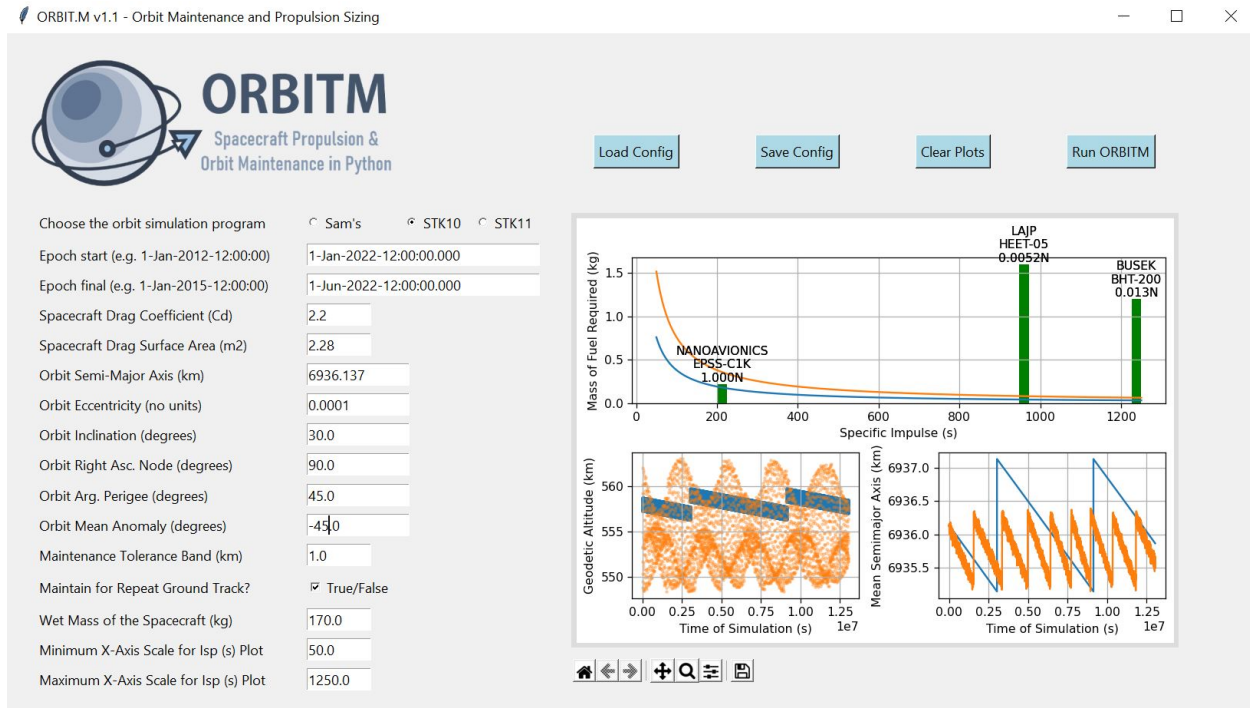 ORBIT.M v1.1 - Orbit Maintenance and Propulsion Sizing
ORBITM
Spacecraft Propulsion &
Orbit Maintenance in Python
Load Config
Save Config
Clear Plots
Run ORBITM
Choose the orbit simulation program Sam's STK10 STK11
Epoch start (e.g. 1-Jan-2012-12:00:00) 1-Jan-2022-12:00:00.000
Epoch final (e.g. 1-Jan-2015-12:00:00) 1-Jun-2022-12:00:00.000
Spacecraft Drag Coefficient (Cd) 2.2
Spacecraft Drag Surface Area (m2) 2.28
Orbit Semi-Major Axis (km) 6936.137
Orbit Eccentricity (no units) 0.0001
Orbit Inclination (degrees) 30.0
Orbit Right Asc. Node (degrees) 90.0
Orbit Arg. Perigee (degrees) 45.0
Orbit Mean Anomaly (degrees) -45.0
Maintenance Tolerance Band (km) 1.0
Maintain for Repeat Ground Track? True/False
Wet Mass of the Spacecraft (kg) 170.0
Minimum X-Axis Scale for Isp (s) Plot 50.0
Maximum X-Axis Scale for Isp (s) Plot 1250.0
Mass of Fuel Required (kg)
1.5
1.0
0.5
0.0
NANOAVIONICS
EPSS-C1K
1.000N
LAJP
HEET-05
0.0052N
BUSEK
BHT-200
0.013N
0 200 400 600 800 1000 1200
Specific Impulse (s)
Geodetic Altitude (km)
560
555
550
0.00 0.25 0.50 0.75 1.00 1.25
Time of Simulation (s) 1e7
Mean Semimajor Axis (km)
6937.0
6936.5
6936.0
6935.5
0.00 0.25 0.50 0.75 1.00 1.25
Time of Simulation (s) 1e7